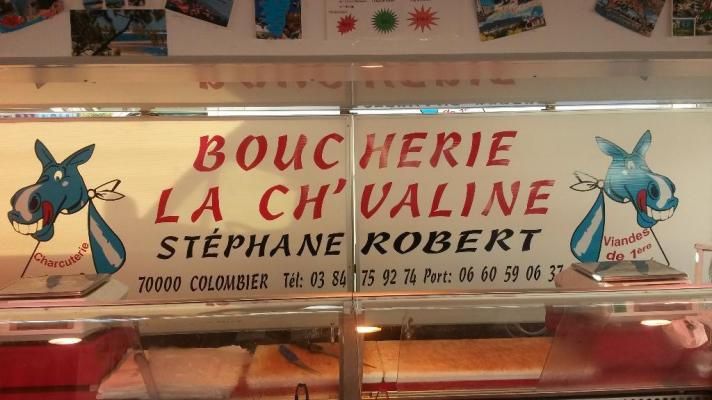 BOUCHERIE
LA CH'VALINE
STÉPHANE ROBERT
70000 COLOMBIER Tél: 03 84 75 92 74 Port: 06 60 59 06 37
Charcuterie
Viandes
de 1ère